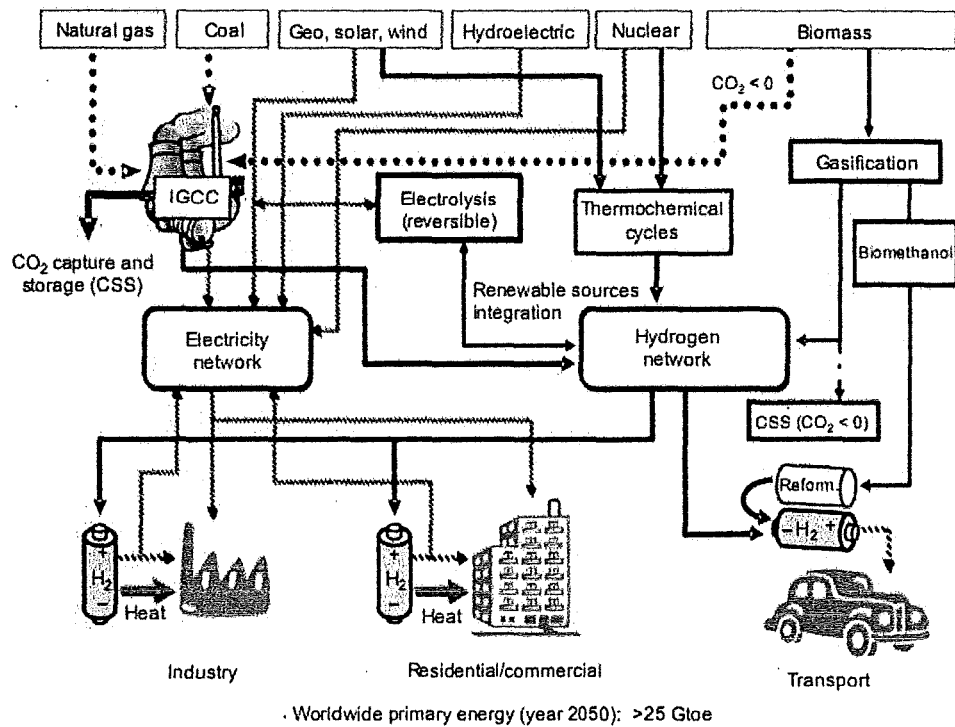 Natural gas
Coal
Geo, solar, wind
Hydroelectric
Nuclear
Biomass
CO₂ < 0
IGCC
Electrolysis
(reversible)
Thermochemical
cycles
Gasification
Biomethanol
CO₂ capture and
storage (CSS)
Renewable sources
integration
Electricity
network
Hydrogen
network
CSS (CO₂ < 0)
Reform.
– H₂ +
+
H₂
–
Heat
+
H₂
–
Heat
Industry
Residential/commercial
Transport
Worldwide primary energy (year 2050): >25 Gtoe